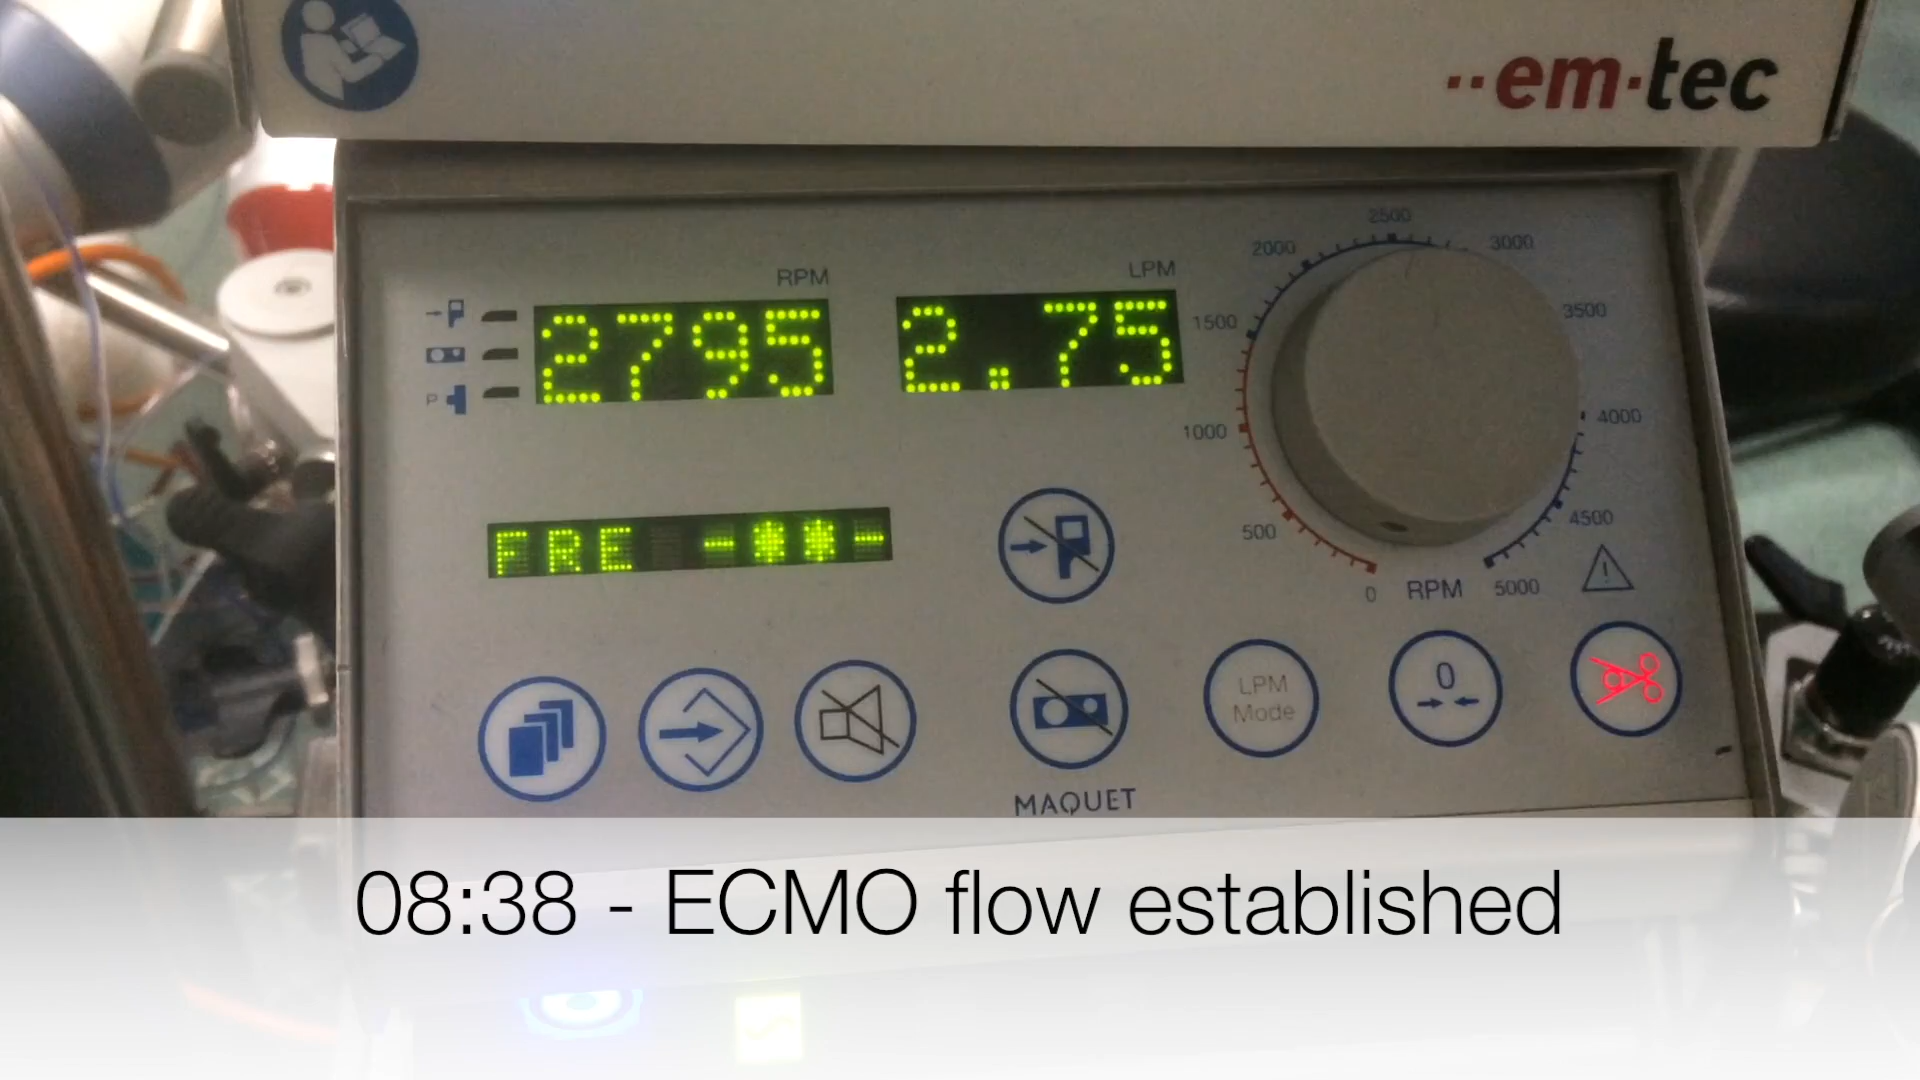 ··em·tec
RPM
LPM
2795
2.75
0
500
1000
1500
2000
2500
3000
3500
4000
4500
5000
RPM
P
FRE -**-
LPM
Mode
0
MAQUET
08:38 - ECMO flow established